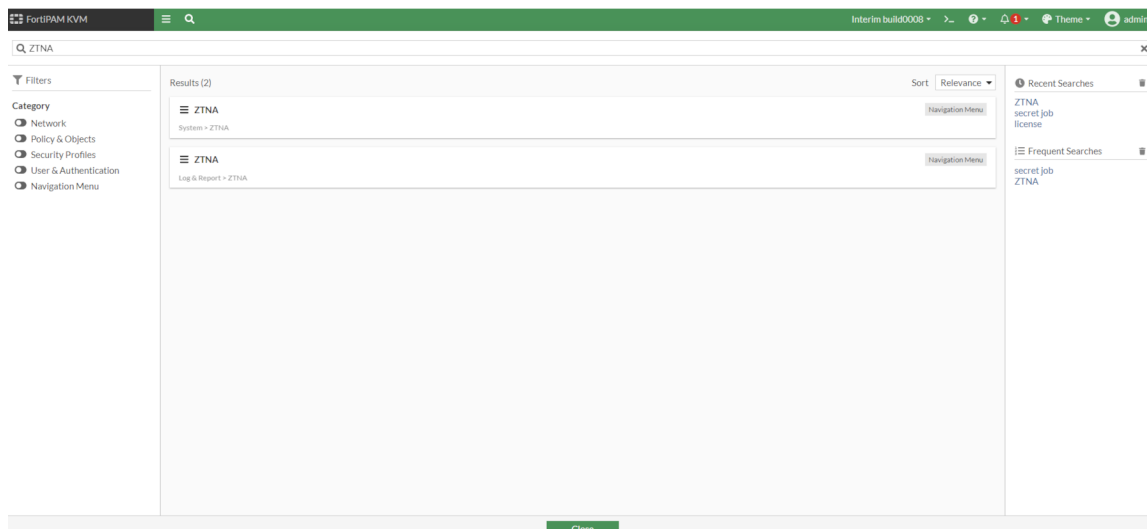 FortiPAM KVM
Interim build0008
>_
1
Theme
admin
ZTNA
Filters
Category
Network
Policy & Objects
Security Profiles
User & Authentication
Navigation Menu
Results (2)
Sort
Relevance
ZTNA
Navigation Menu
System > ZTNA
ZTNA
Navigation Menu
Log & Report > ZTNA
Recent Searches
ZTNA
secret job
license
Frequent Searches
secret job
ZTNA
Close